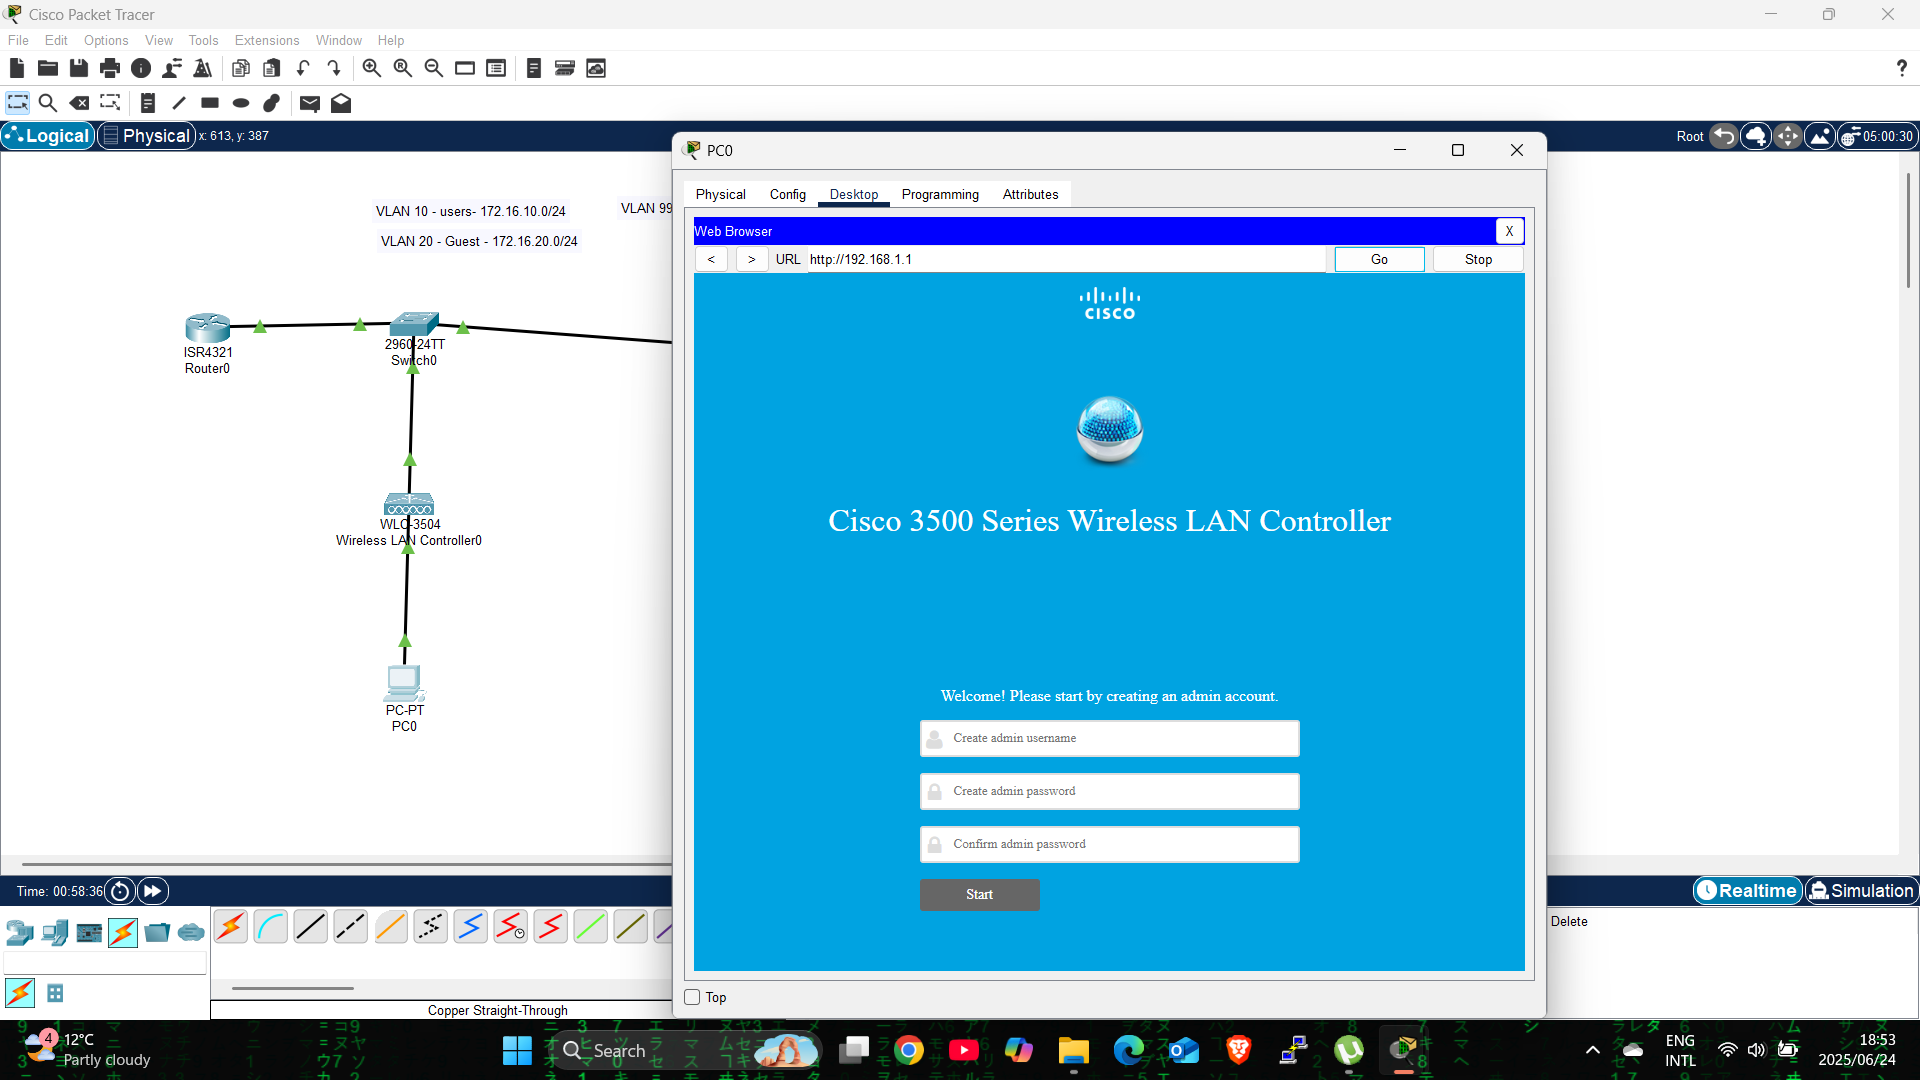 Cisco Packet Tracer
File Edit Options View Tools Extensions Window Help
?
Logical Physical x: 613, y: 387 Root 05:00:30
VLAN 10 - users- 172.16.10.0/24
VLAN 99
VLAN 20 - Guest - 172.16.20.0/24
ISR4321
Router0
2960-24TT
Switch0
WLC-3504
Wireless LAN Controller0
PC-PT
PC0
PC0
Physical Config Desktop Programming Attributes
Web Browser X
< > URL http://192.168.1.1 Go Stop
CISCO
Cisco 3500 Series Wireless LAN Controller
Welcome! Please start by creating an admin account.
Create admin username
Create admin password
Confirm admin password
Start
Top
Time: 00:58:36 Realtime Simulation
Delete
Copper Straight-Through
4
12°C
Partly cloudy
Search
ENG
INTL
18:53
2025/06/24